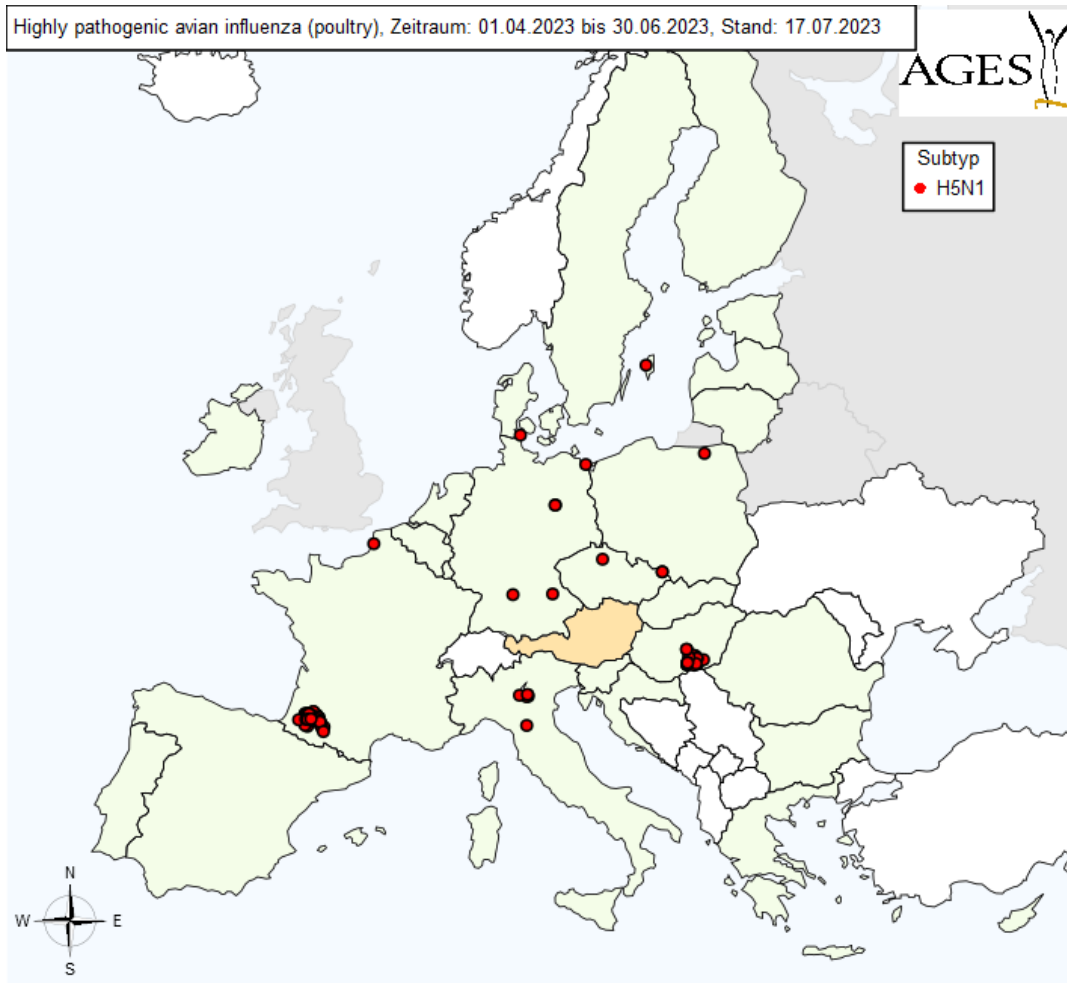 Highly pathogenic avian influenza (poultry), Zeitraum: 01.04.2023 bis 30.06.2023, Stand: 17.07.2023
AGES
Subtyp
H5N1
N
W E
S